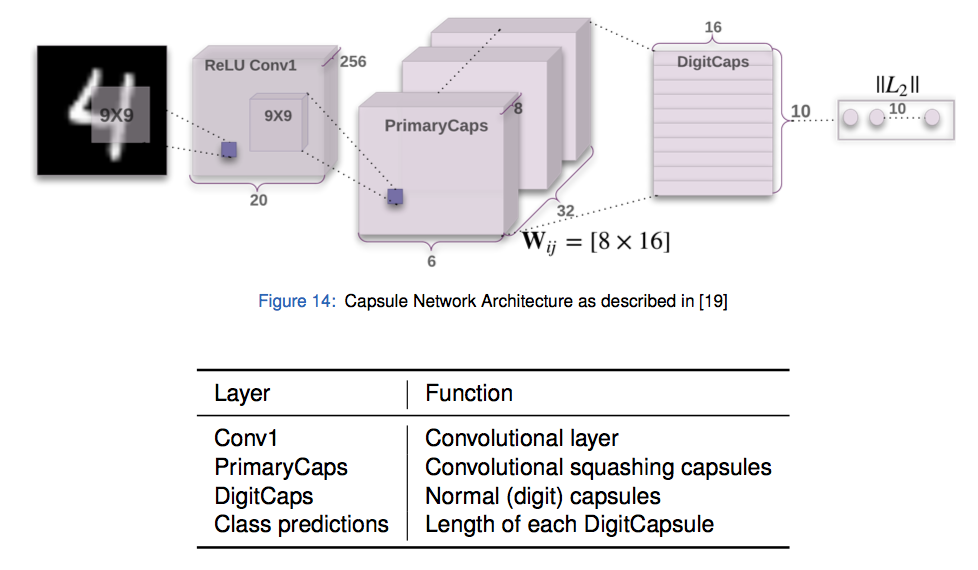 16
ReLU Conv1
256
DigitCaps
9X9
9X9
8
PrimaryCaps
10
||L2||
10
20
32
6
Wij = [8 × 16]
Figure 14: Capsule Network Architecture as described in [19]
Layer Function
Conv1 Convolutional layer
PrimaryCaps Convolutional squashing capsules
DigitCaps Normal (digit) capsules
Class predictions Length of each DigitCapsule